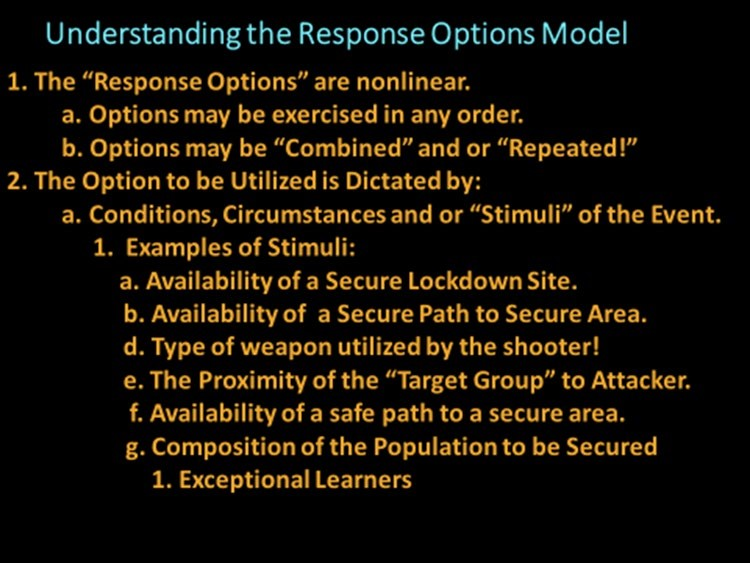 Understanding the Response Options Model
1. The “Response Options” are nonlinear.
a. Options may be exercised in any order.
b. Options may be “Combined” and or “Repeated!”
2. The Option to be Utilized is Dictated by:
a. Conditions, Circumstances and or “Stimuli” of the Event.
1. Examples of Stimuli:
a. Availability of a Secure Lockdown Site.
b. Availability of a Secure Path to Secure Area.
d. Type of weapon utilized by the shooter!
e. The Proximity of the “Target Group” to Attacker.
f. Availability of a safe path to a secure area.
g. Composition of the Population to be Secured
1. Exceptional Learners